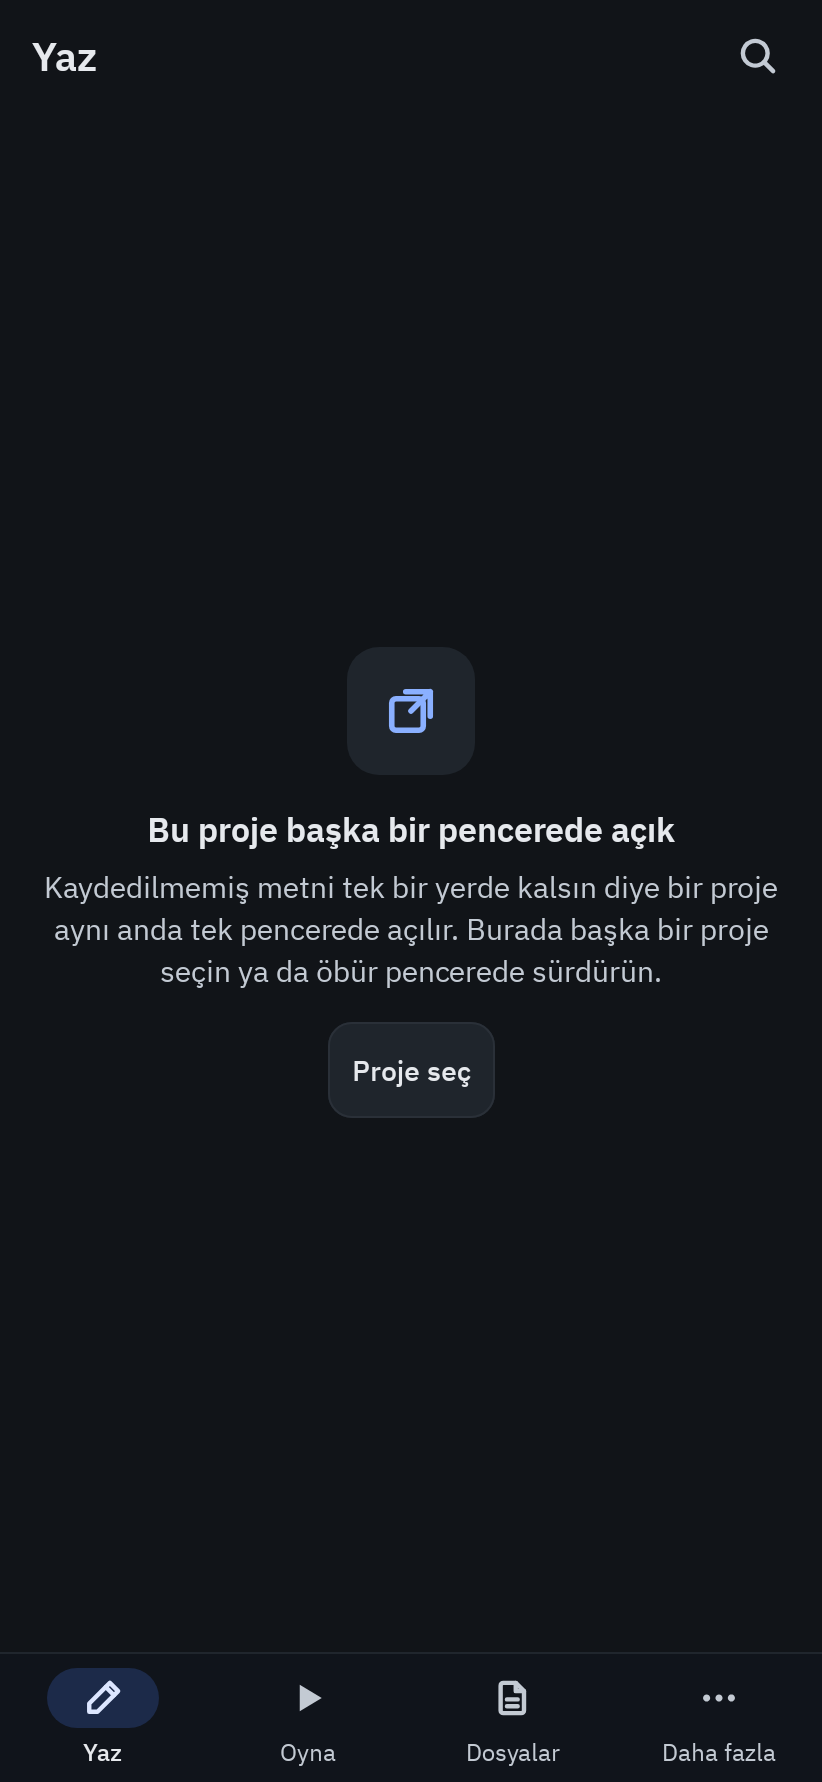 Yaz
Bu proje başka bir pencerede açık
Kaydedilmemiş metni tek bir yerde kalsın diye bir proje
aynı anda tek pencerede açılır. Burada başka bir proje
seçin ya da öbür pencerede sürdürün.
Proje seç
Yaz
Oyna
Dosyalar
Daha fazla